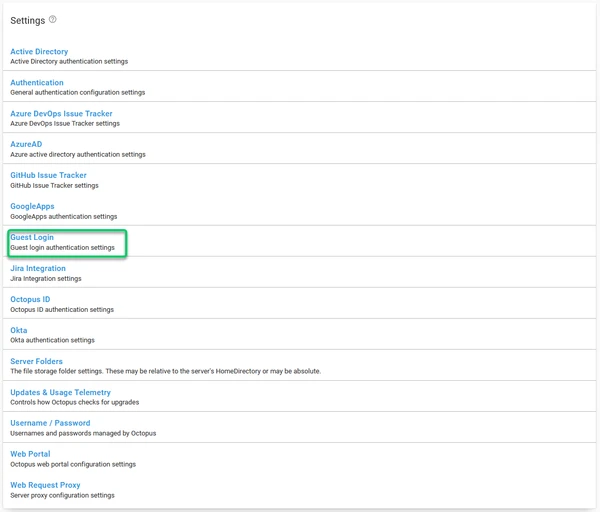 Settings
Active Directory
Active Directory authentication settings
Authentication
General authentication configuration settings
Azure DevOps Issue Tracker
Azure DevOps Issue Tracker settings
AzureAD
Azure active directory authentication settings
GitHub Issue Tracker
GitHub Issue Tracker settings
GoogleApps
GoogleApps authentication settings
Guest Login
Guest login authentication settings
Jira Integration
Jira Integration settings
Octopus ID
Octopus ID authentication settings
Okta
Okta authentication settings
Server Folders
The file storage folder settings. These may be relative to the server's HomeDirectory or may be absolute.
Updates & Usage Telemetry
Controls how Octopus checks for upgrades
Username / Password
Usernames and passwords managed by Octopus
Web Portal
Octopus web portal configuration settings
Web Request Proxy
Server proxy configuration settings